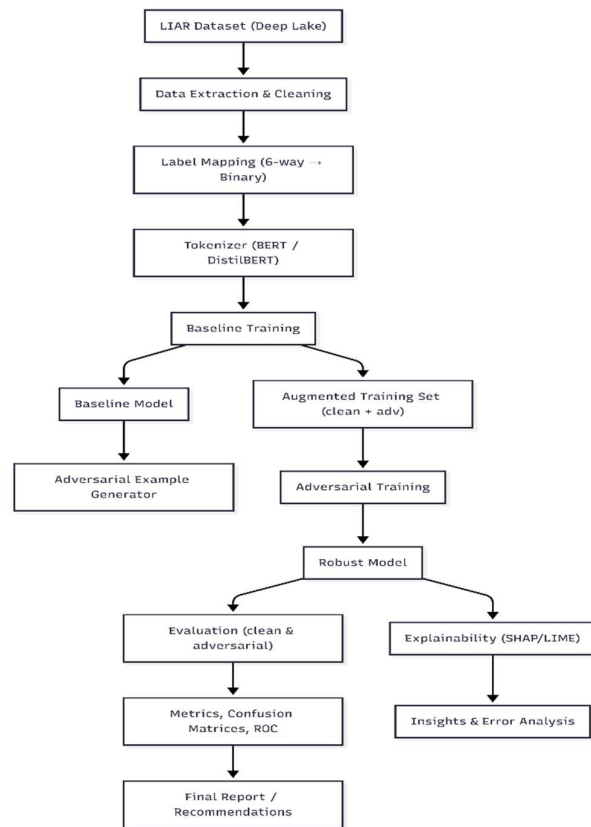 LIAR Dataset (Deep Lake)
Data Extraction & Cleaning
Label Mapping (6-way →
Binary)
Tokenizer (BERT /
DistilBERT)
Baseline Training
Baseline Model
Augmented Training Set
(clean + adv)
Adversarial Example
Generator
Adversarial Training
Robust Model
Evaluation (clean &
adversarial)
Explainability (SHAP/LIME)
Metrics, Confusion
Matrices, ROC
Insights & Error Analysis
Final Report /
Recommendations